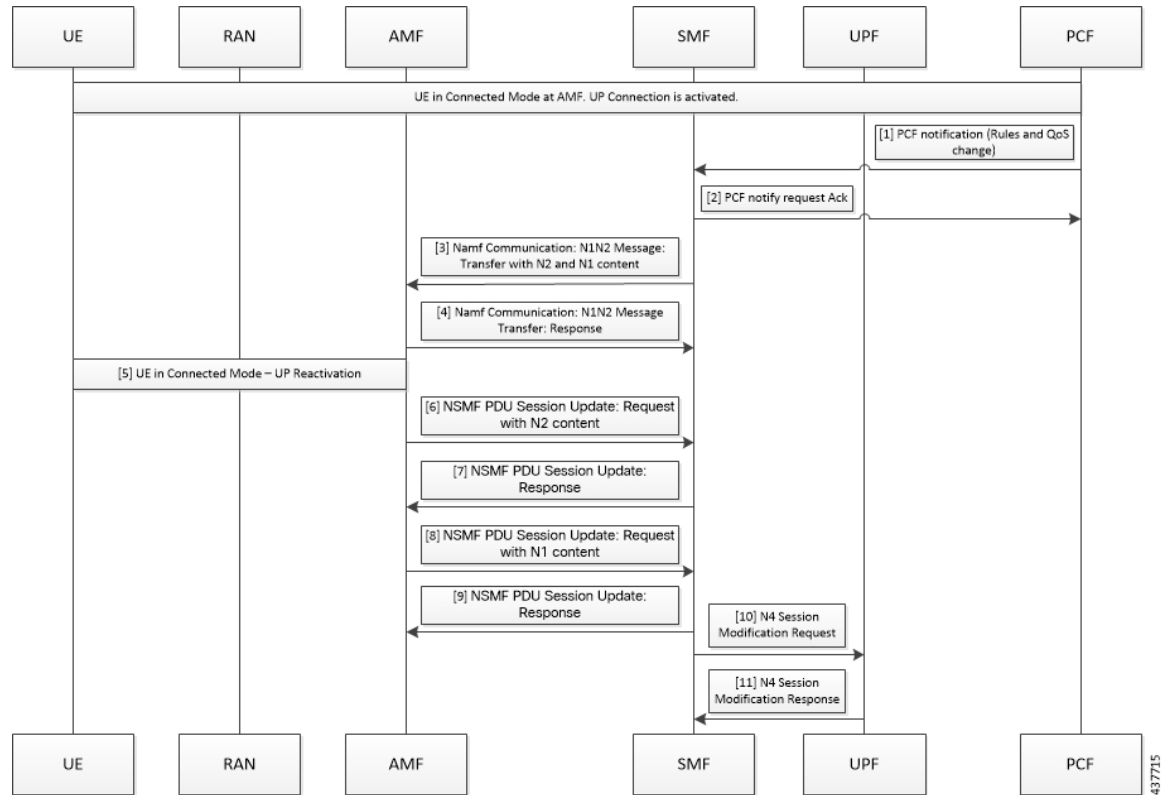 UE
RAN
AMF
SMF
UPF
PCF
UE in Connected Mode at AMF. UP Connection is activated.
[1] PCF notification (Rules and QoS
change)
[2] PCF notify request Ack
[3] Namf Communication: N1N2 Message:
Transfer with N2 and N1 content
[4] Namf Communication: N1N2 Message
Transfer: Response
[5] UE in Connected Mode – UP Reactivation
[6] NSMF PDU Session Update: Request
with N2 content
[7] NSMF PDU Session Update:
Response
[8] NSMF PDU Session Update: Request
with N1 content
[9] NSMF PDU Session Update:
Response
[10] N4 Session
Modification Request
[11] N4 Session
Modification Response
UE
RAN
AMF
SMF
UPF
PCF
437715